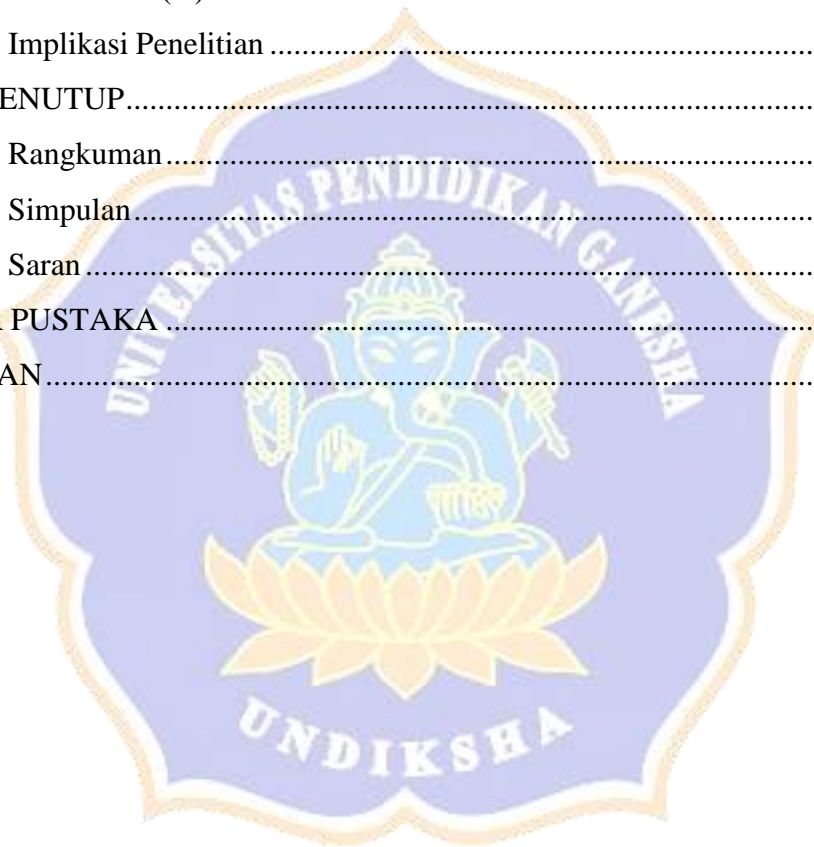 Implikasi Penelitian ........................................................................
ENUTUP.........................................................................................
Rangkuman....................................................................................
Simpulan........................................................................................
Saran ..............................................................................................
PUSTAKA ....................................................................................
AN..................................................................................................
UNIVERSITAS PENDIDIKAN GANESHA
UNDIKSHA